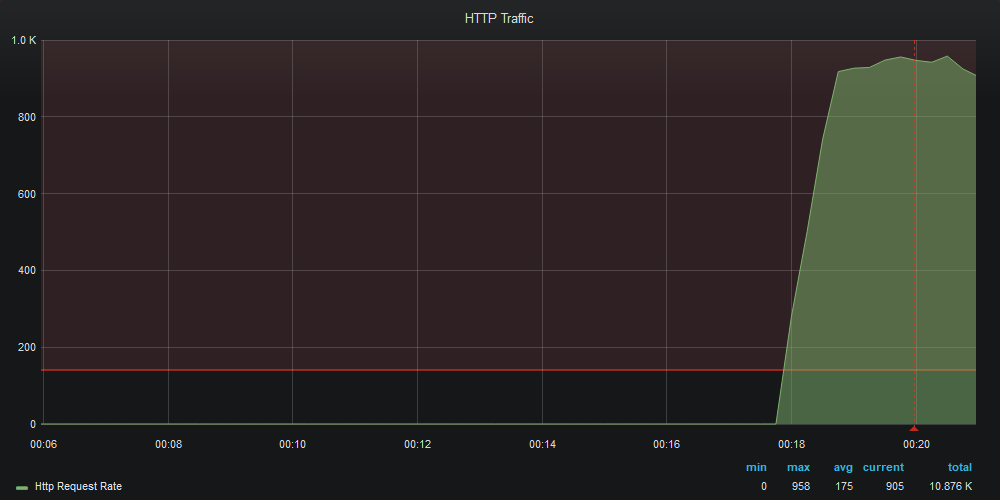 HTTP Traffic
1.0 K
800
600
400
200
0
00:06 00:08 00:10 00:12 00:14 00:16 00:18 00:20
min max avg current total
Http Request Rate 0 958 175 905 10.876 K